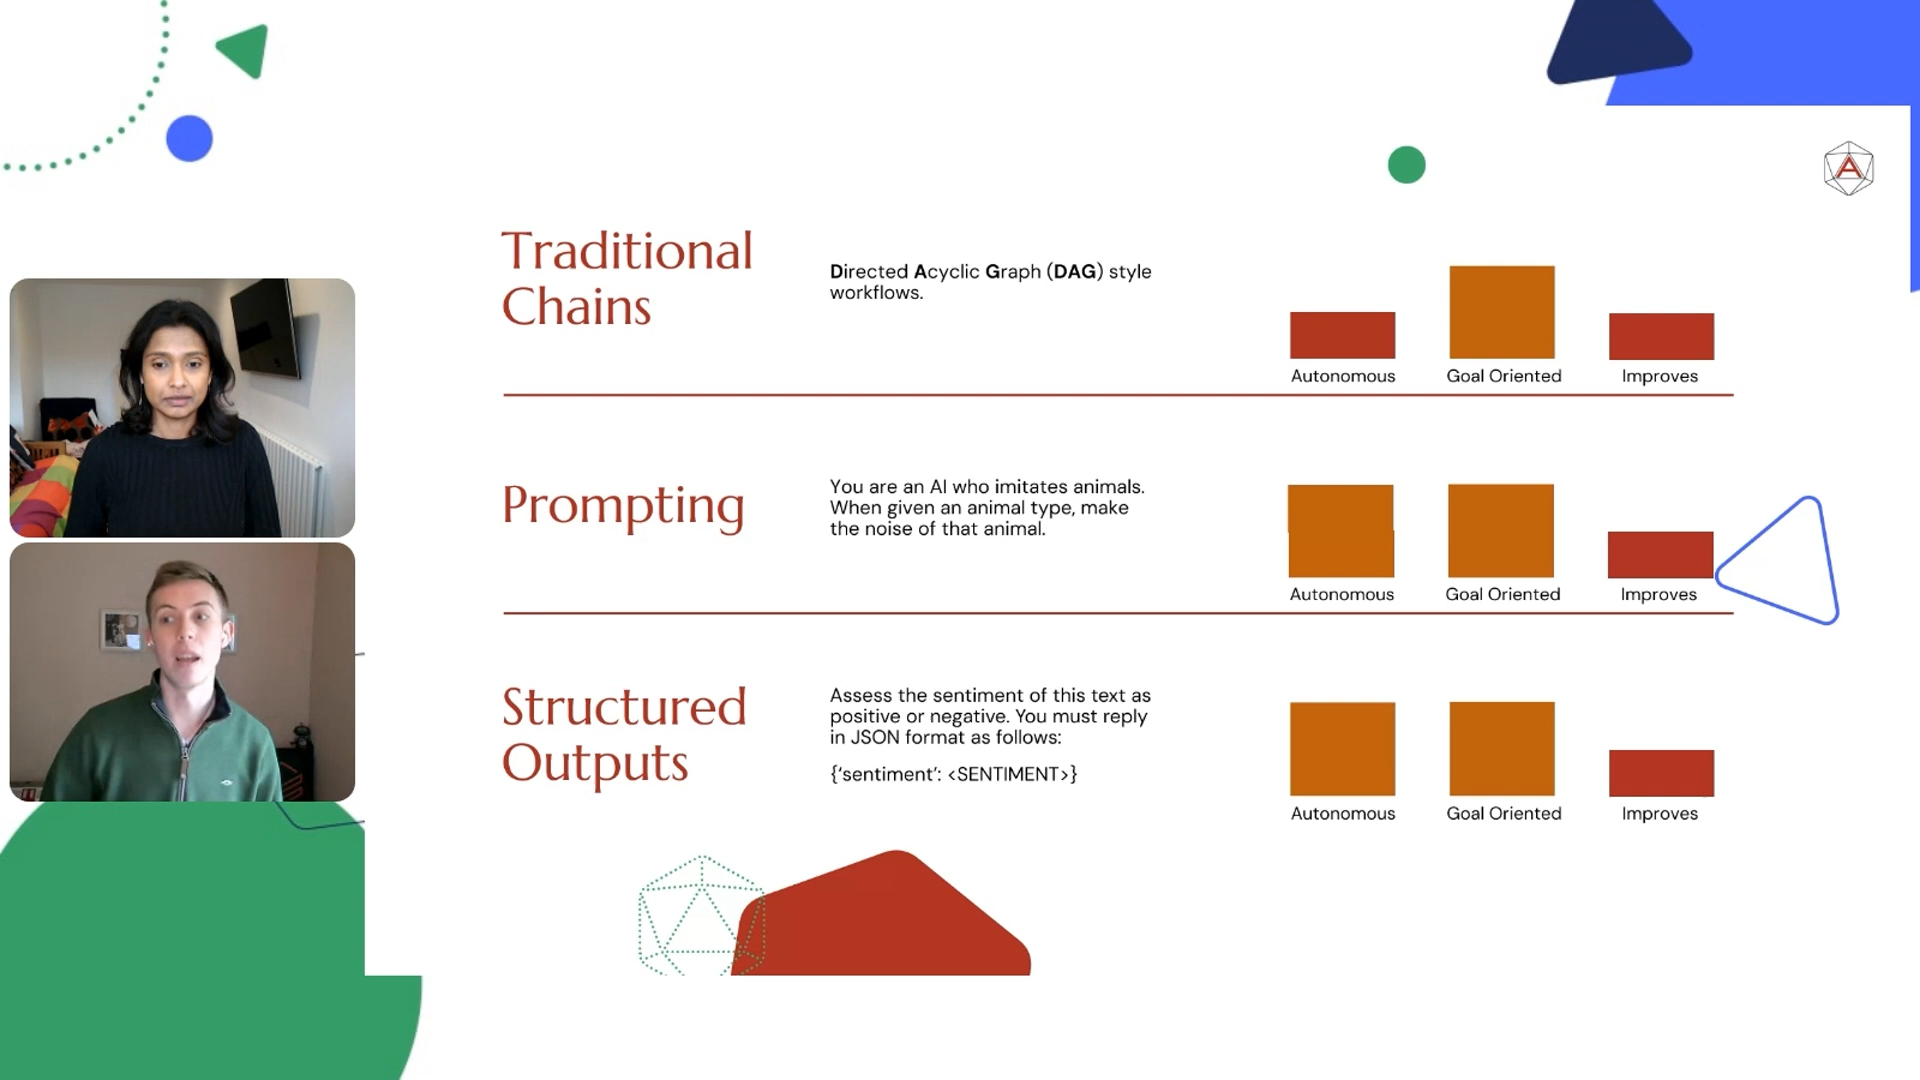 Traditional
Chains
Directed Acyclic Graph (DAG) style
workflows.
Autonomous
Goal Oriented
Improves
Prompting
You are an AI who imitates animals.
When given an animal type, make
the noise of that animal.
Autonomous
Goal Oriented
Improves
Structured
Outputs
Assess the sentiment of this text as
positive or negative. You must reply
in JSON format as follows:
{‘sentiment’: <SENTIMENT>}
Autonomous
Goal Oriented
Improves
A